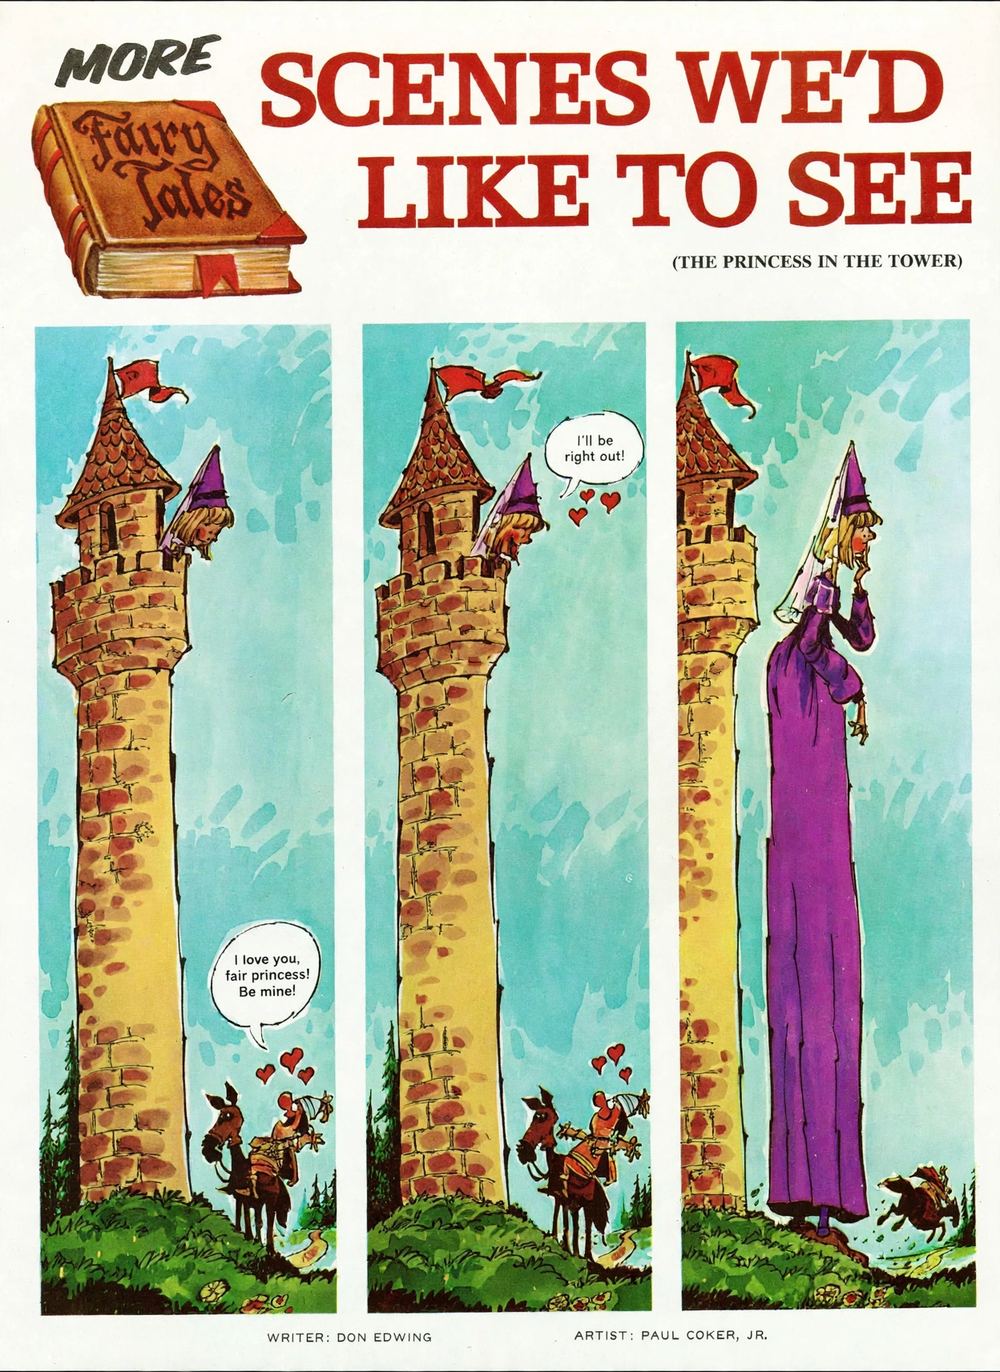 MORE
Fairy
Tales
SCENES WE'D
LIKE TO SEE
(THE PRINCESS IN THE TOWER)
I love you,
fair princess!
Be mine!
I'll be
right out!
WRITER: DON EDWING
ARTIST: PAUL COKER, JR.